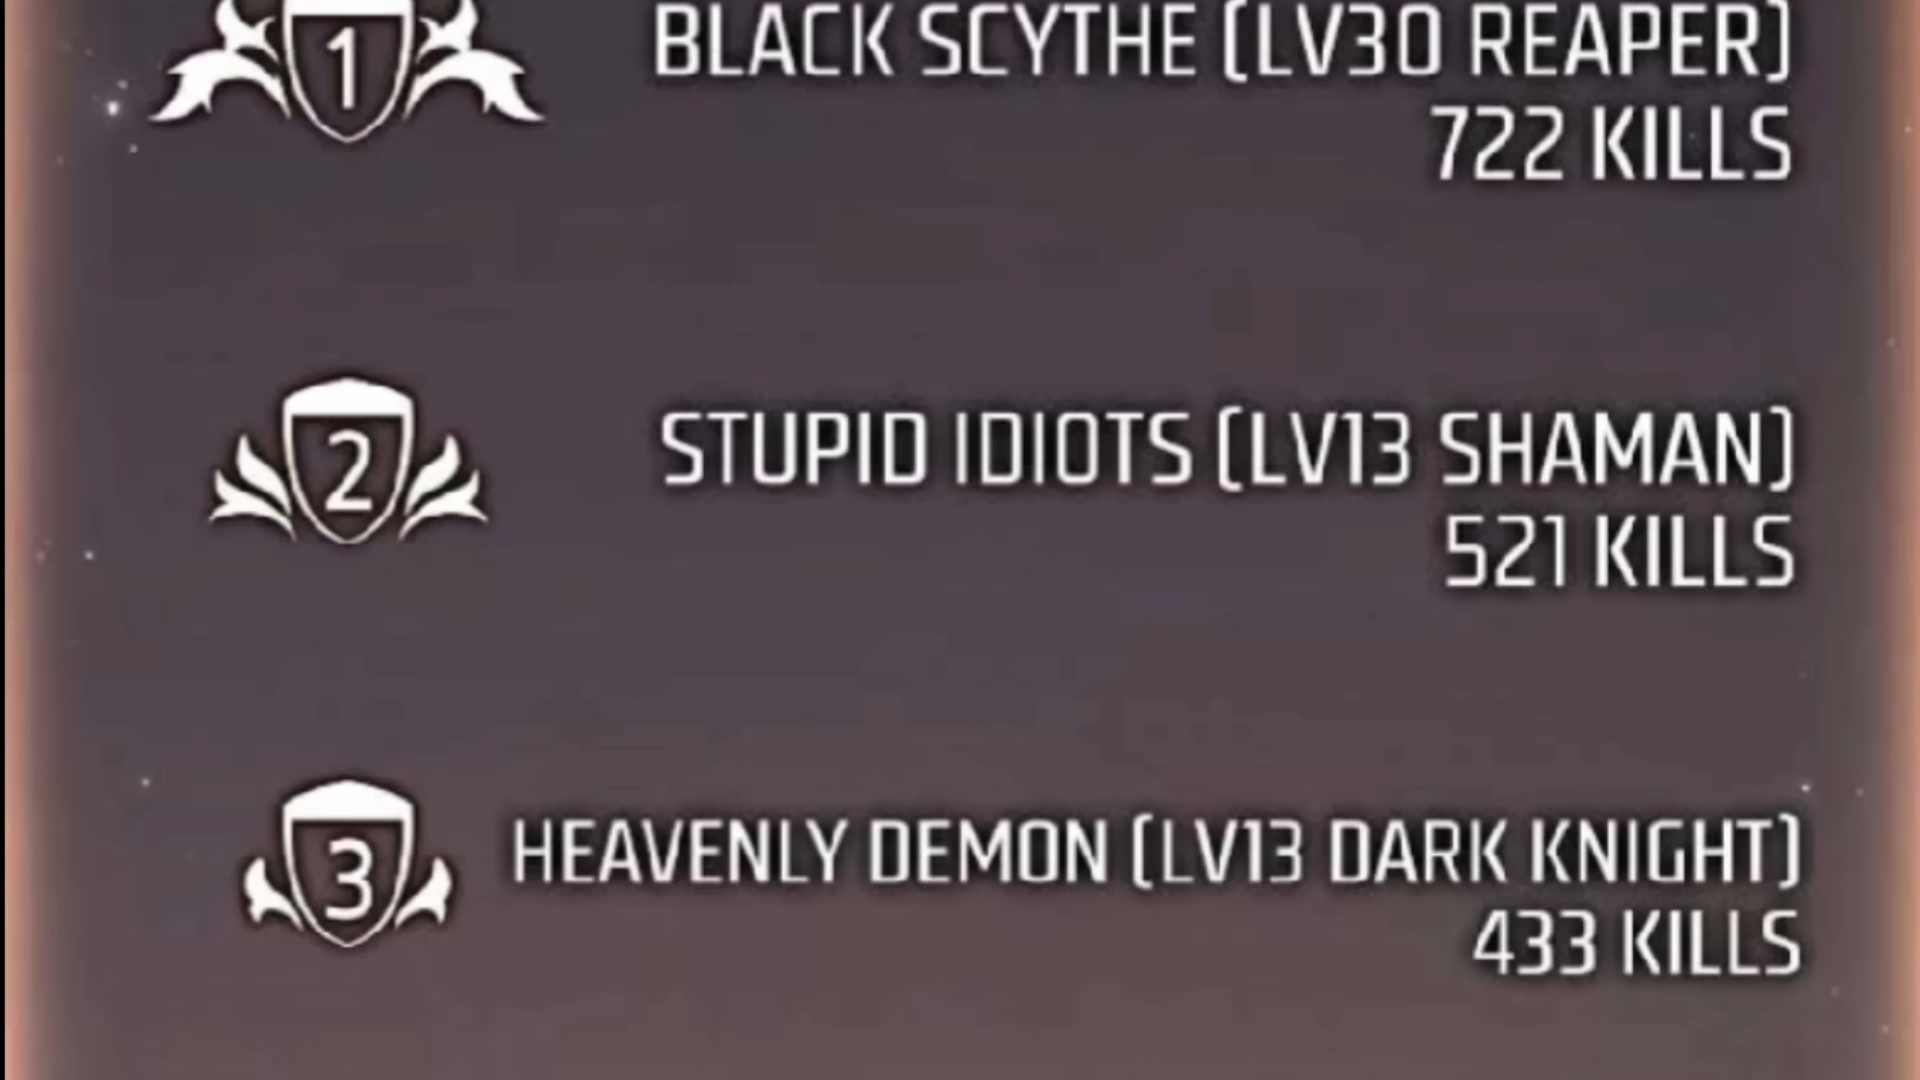 1 BLACK SCYTHE (LV30 REAPER)
722 KILLS
2 STUPID IDIOTS (LV13 SHAMAN)
521 KILLS
3 HEAVENLY DEMON (LV13 DARK KNIGHT)
433 KILLS